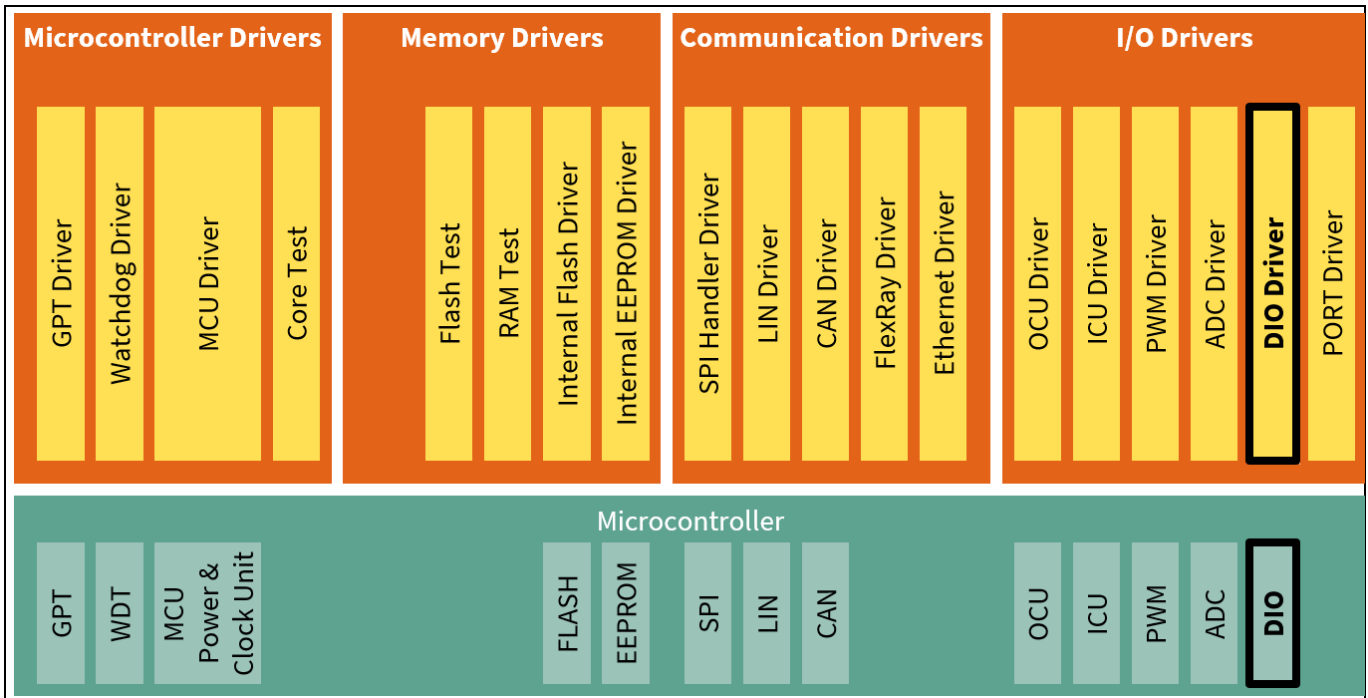 Microcontroller Drivers
GPT Driver
Watchdog Driver
MCU Driver
Core Test
Memory Drivers
Flash Test
RAM Test
Internal Flash Driver
Internal EEPROM Driver
Communication Drivers
SPI Handler Driver
LIN Driver
CAN Driver
FlexRay Driver
Ethernet Driver
I/O Drivers
OCU Driver
ICU Driver
PWM Driver
ADC Driver
DIO Driver
PORT Driver
Microcontroller
GPT
WDT
MCU
Power &
Clock Unit
FLASH
EEPROM
SPI
LIN
CAN
OCU
ICU
PWM
ADC
DIO